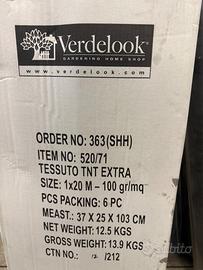 Verdelook®
GARDENING HOME SHOP
www.verdelook.com
ORDER NO: 363(SHH)
ITEM NO: 520/71
TESSUTO TNT EXTRA
SIZE: 1x20 M – 100 gr/mq
PCS PACKING: 6 PC
MEAST.: 37 x 25 x 103 CM
NET WEIGHT: 12.5 KGS
GROSS WEIGHT: 13.9 KGS
CTN NO.: 12 /212
subito